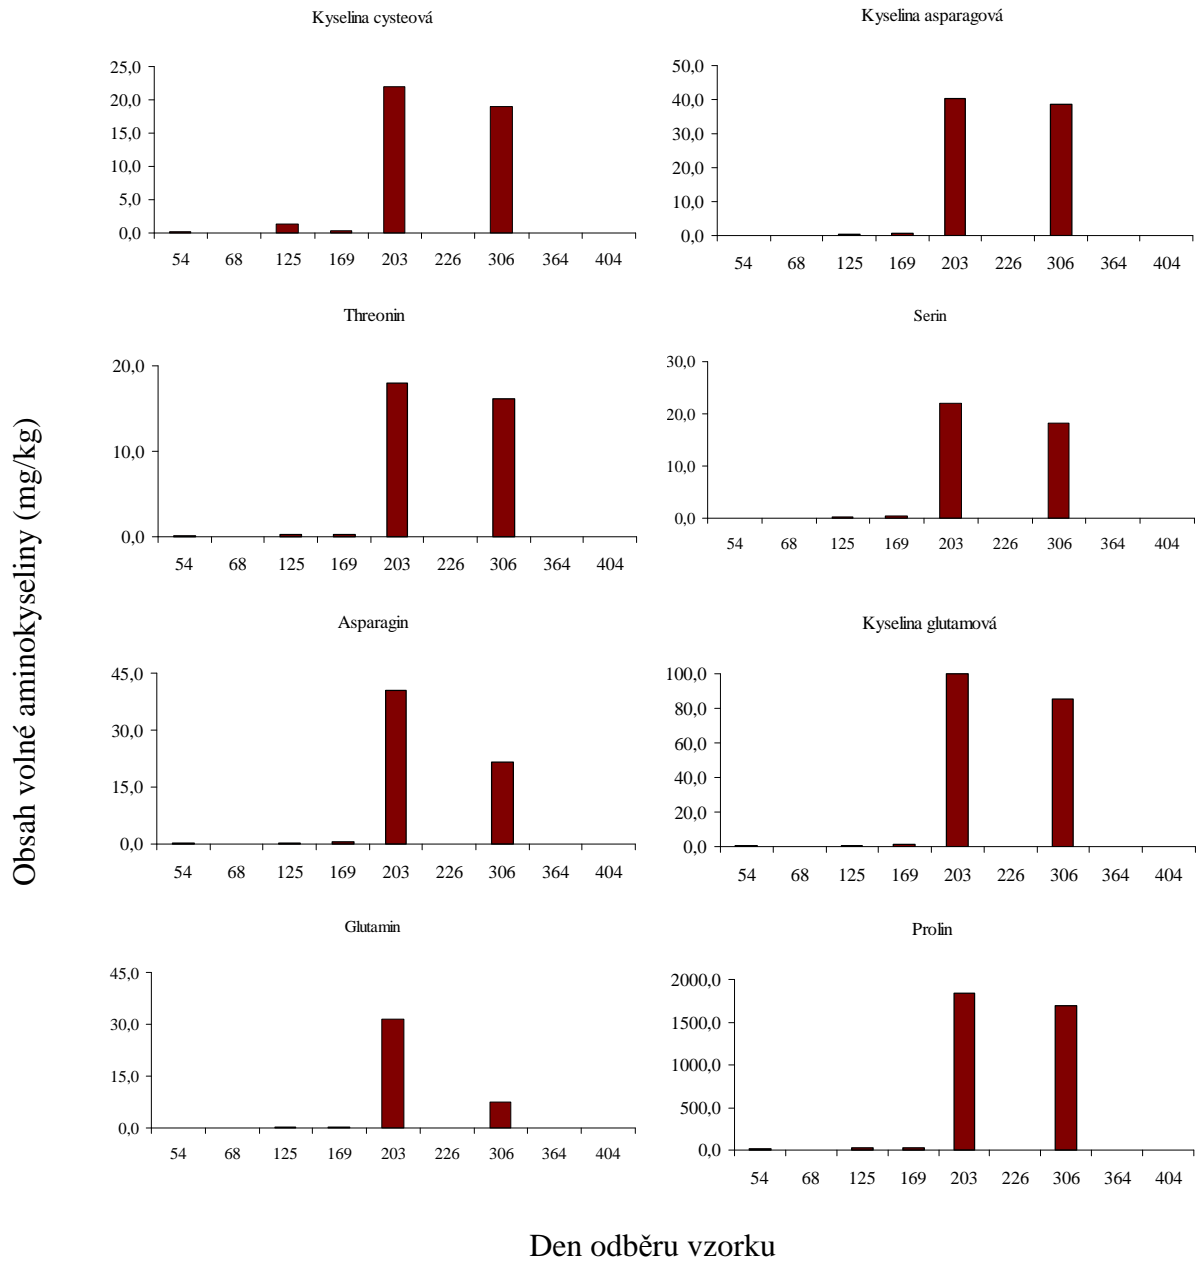 Kyselina cysteová
25,0
20,0
15,0
10,0
5,0
0,0
54 68 125 169 203 226 306 364 404
Kyselina asparagová
50,0
40,0
30,0
20,0
10,0
0,0
54 68 125 169 203 226 306 364 404
Threonin
20,0
10,0
0,0
54 68 125 169 203 226 306 364 404
Serin
30,0
20,0
10,0
0,0
54 68 125 169 203 226 306 364 404
Obsah volné aminokyseliny (mg/kg)
Asparagin
45,0
30,0
15,0
0,0
54 68 125 169 203 226 306 364 404
Kyselina glutamová
100,0
80,0
60,0
40,0
20,0
0,0
54 68 125 169 203 226 306 364 404
Glutamin
45,0
30,0
15,0
0,0
54 68 125 169 203 226 306 364 404
Prolin
2000,0
1500,0
1000,0
500,0
0,0
54 68 125 169 203 226 306 364 404
Den odběru vzorku